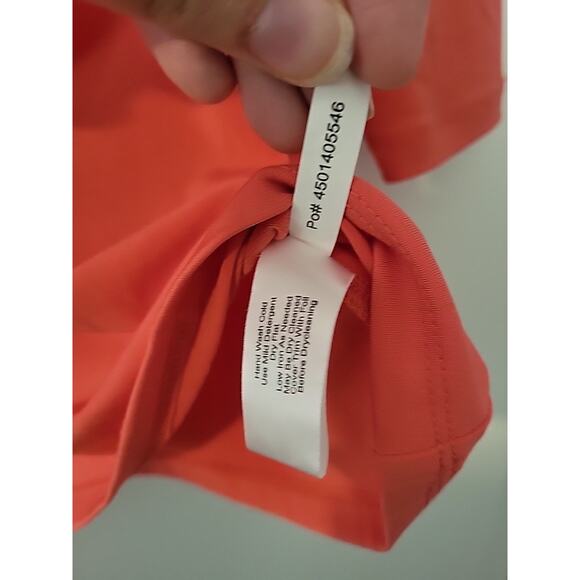 Po# 4501405546
Hand Wash Cold
Use Mild Detergent
Dry Flat
Low Iron As Needed
May Be Dry Cleaned
Cover Trim With Foil
Before Drycleaning